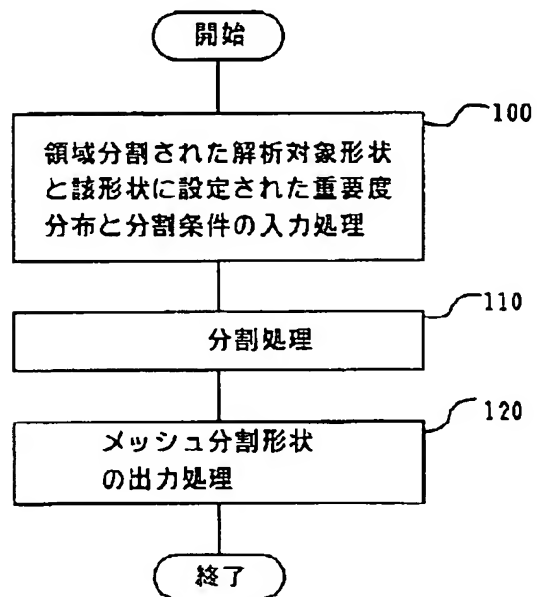 開始
100
領域分割された解析対象形状
と該形状に設定された重要度
分布と分割条件の入力処理
110
分割処理
120
メッシュ分割形状
の出力処理
終了